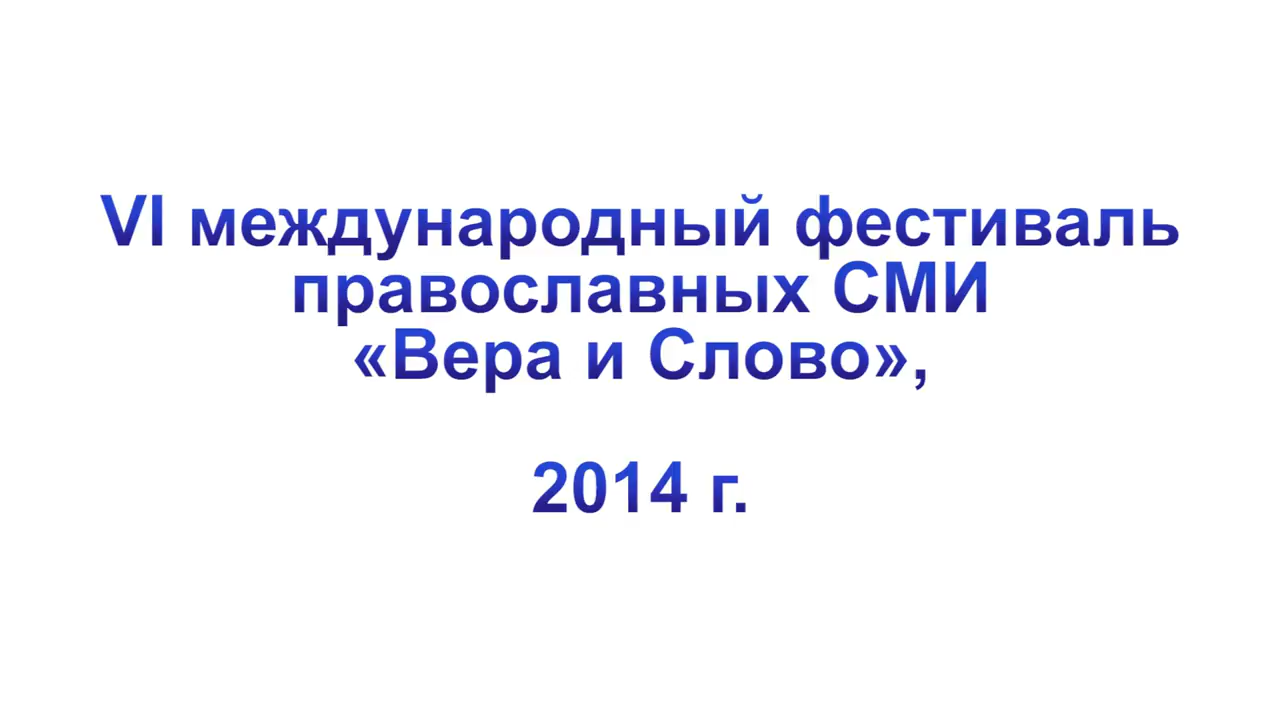 VI международный фестиваль
православных СМИ
«Вера и Слово»,
2014 г.